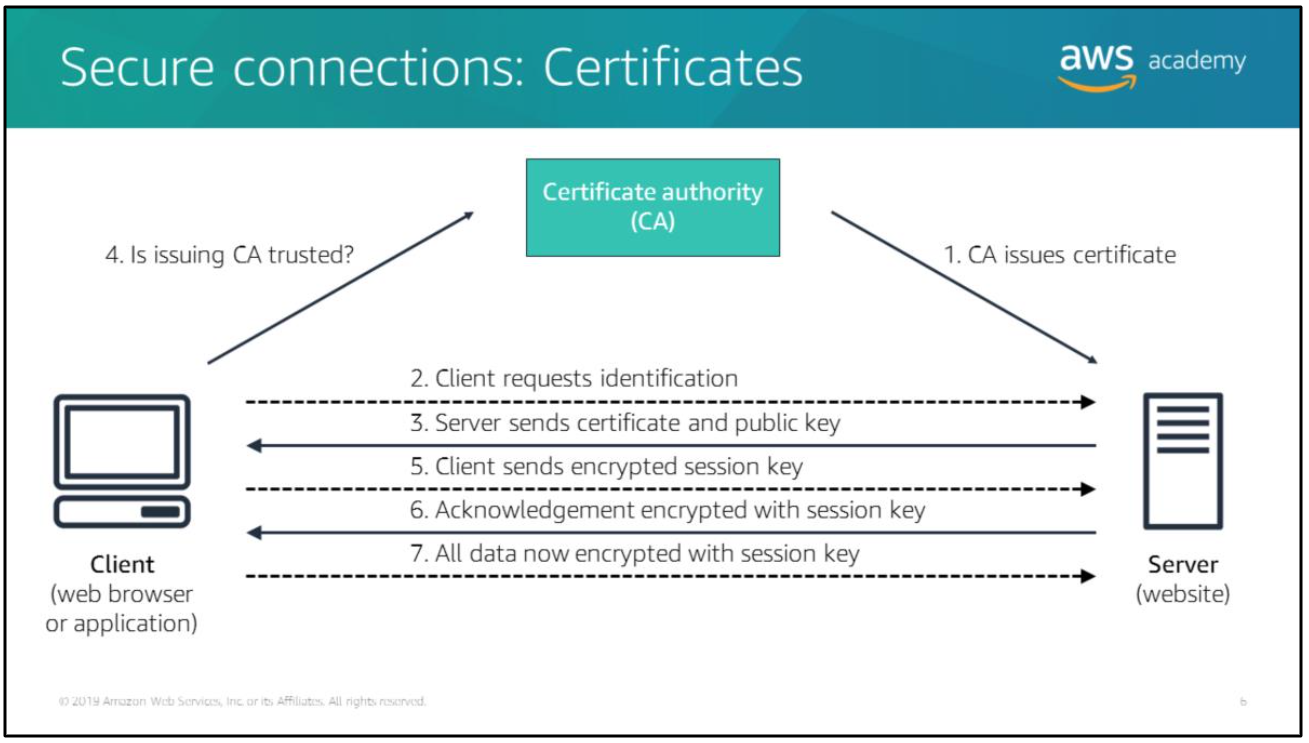 Secure connections: Certificates
aws academy
Certificate authority
(CA)
4. Is issuing CA trusted?
1. CA issues certificate
2. Client requests identification
3. Server sends certificate and public key
5. Client sends encrypted session key
6. Acknowledgement encrypted with session key
7. All data now encrypted with session key
Client
(web browser
or application)
Server
(website)
© 2019 Amazon Web Services, Inc. or its Affiliates. All rights reserved.
6